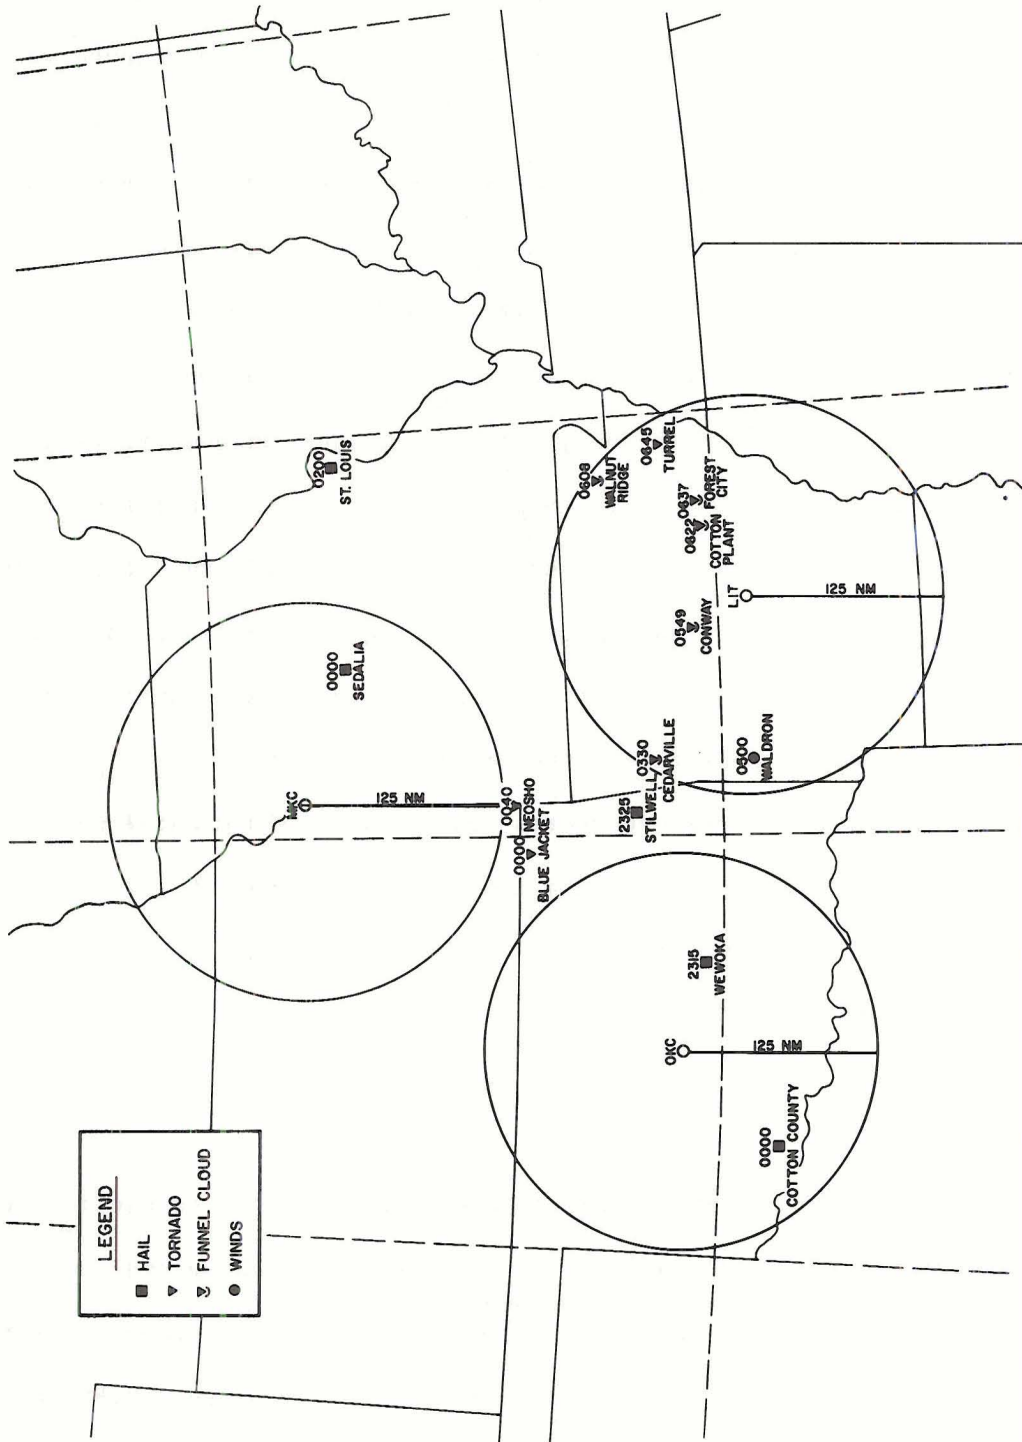 LEGEND
HAIL
TORNADO
FUNNEL CLOUD
WINDS
0200
ST. LOUIS
0000
SEDALIA
MKC
125 NM
0040
NEOSHO
0000
BLUE JACKET
2325
STILWELL
0330
CEDARVILLE
0608
WALNUT
RIDGE
0645
TURREL
0637
FOREST
CITY
0622
COTTON
PLANT
0549
CONWAY
LIT
125 NM
0500
WALDRON
2315
WEWOKA
OKC
125 NM
0000
COTTON COUNTY